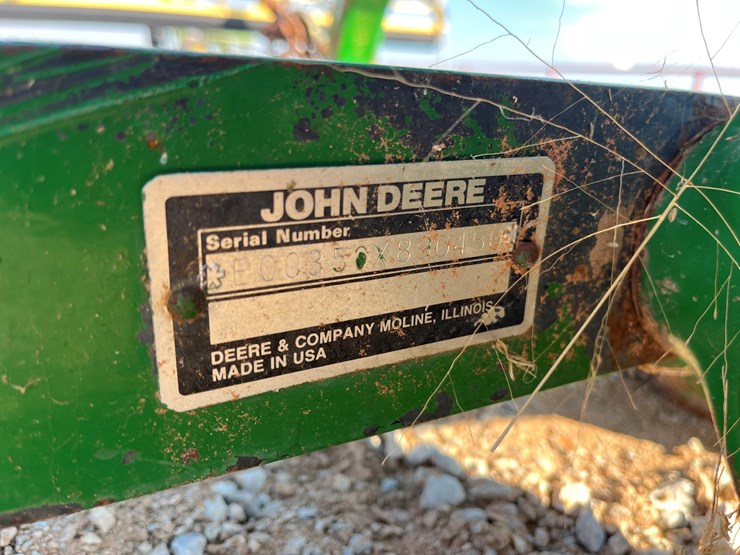 JOHN DEERE
Serial Number
DEERE & COMPANY MOLINE, ILLINOIS
MADE IN USA